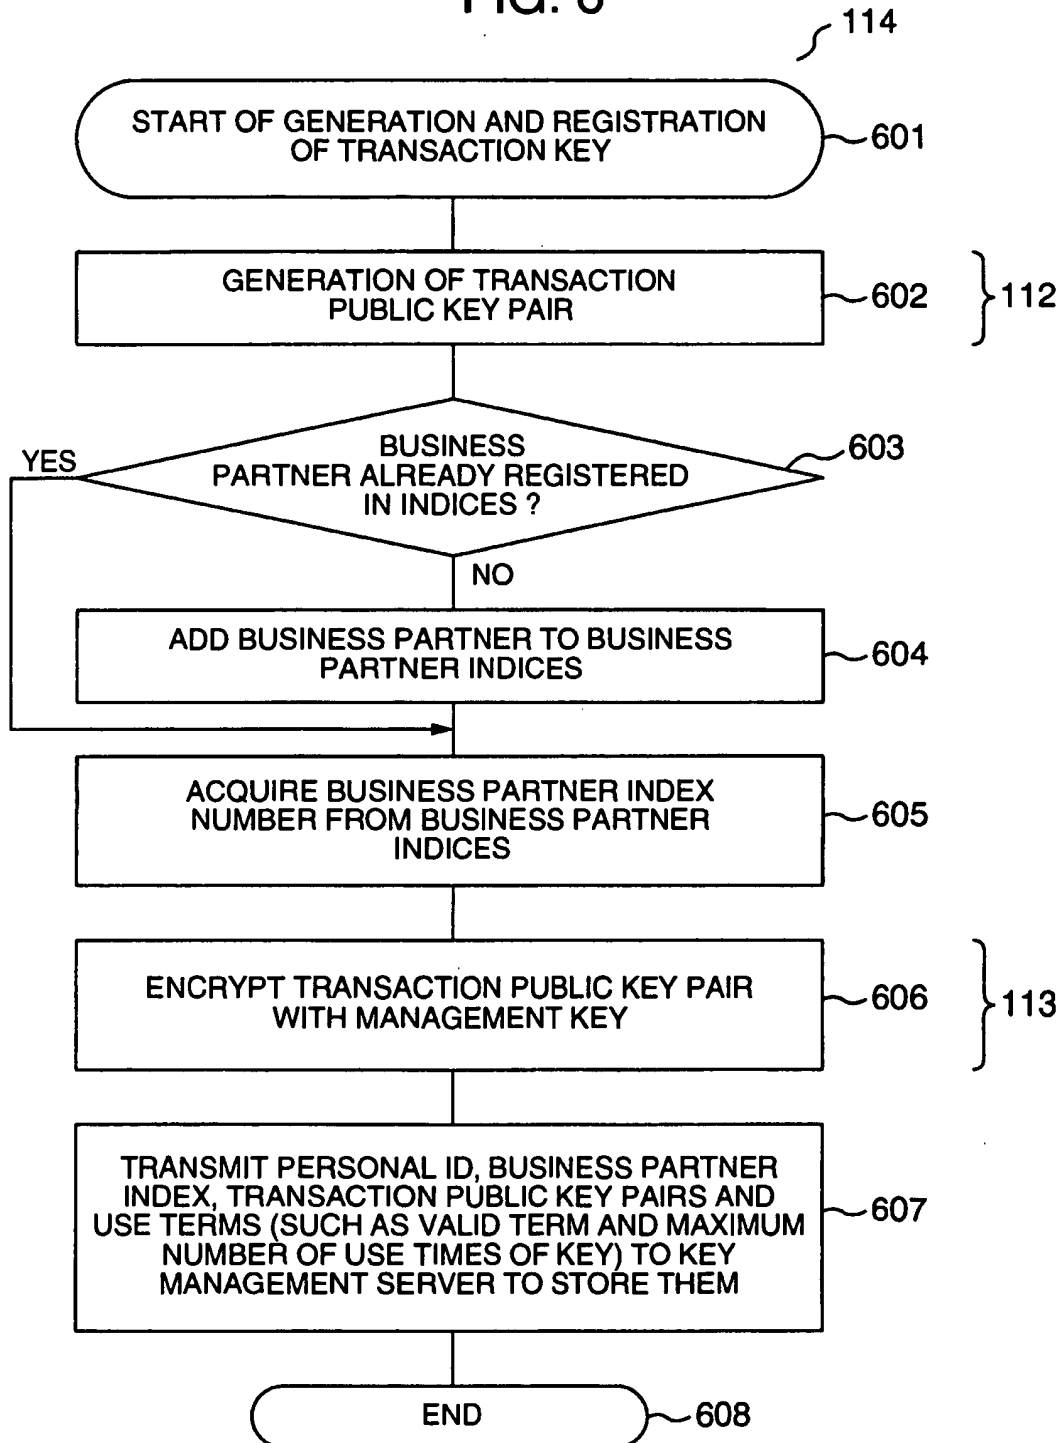 114
START OF GENERATION AND REGISTRATION
OF TRANSACTION KEY
601
GENERATION OF TRANSACTION
PUBLIC KEY PAIR
602
112
BUSINESS
PARTNER ALREADY REGISTERED
IN INDICES ?
603
YES
NO
ADD BUSINESS PARTNER TO BUSINESS
PARTNER INDICES
604
ACQUIRE BUSINESS PARTNER INDEX
NUMBER FROM BUSINESS PARTNER
INDICES
605
ENCRYPT TRANSACTION PUBLIC KEY PAIR
WITH MANAGEMENT KEY
606
113
TRANSMIT PERSONAL ID, BUSINESS PARTNER
INDEX, TRANSACTION PUBLIC KEY PAIRS AND
USE TERMS (SUCH AS VALID TERM AND MAXIMUM
NUMBER OF USE TIMES OF KEY) TO KEY
MANAGEMENT SERVER TO STORE THEM
607
END
608